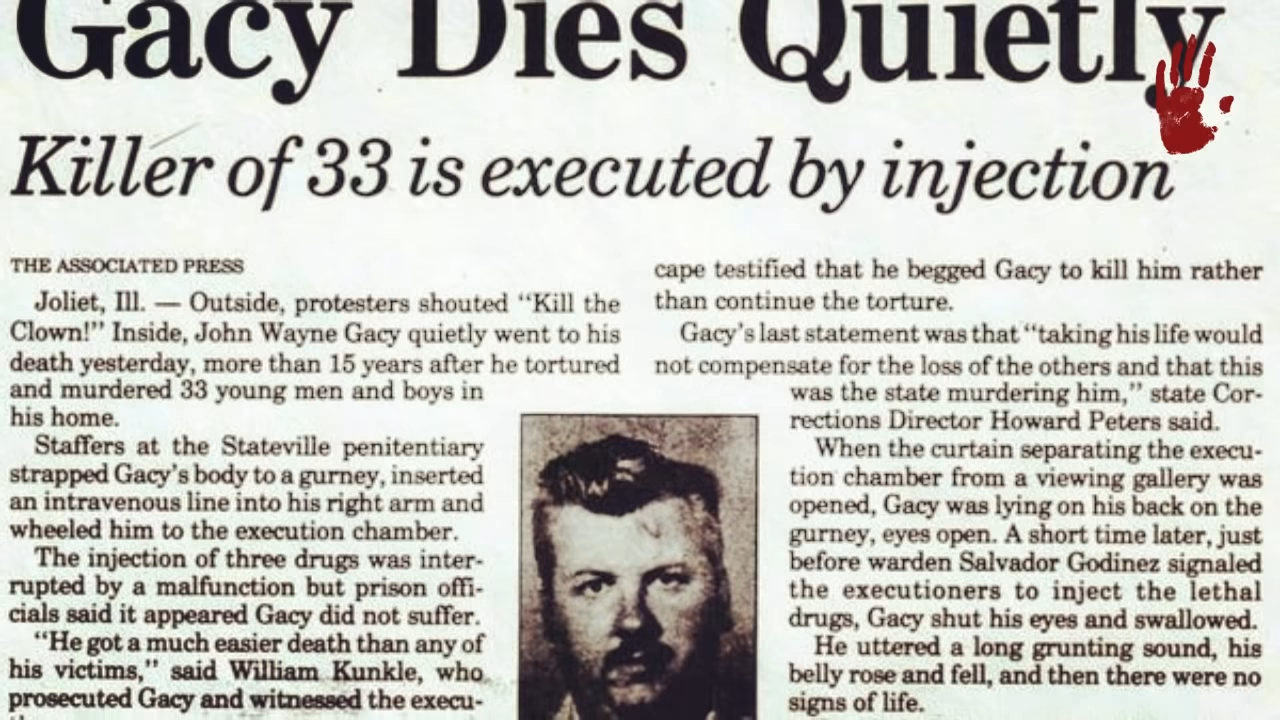 Gacy Dies Quietly
Killer of 33 is executed by injection
THE ASSOCIATED PRESS
Joliet, Ill. — Outside, protesters shouted “Kill the
Clown!” Inside, John Wayne Gacy quietly went to his
death yesterday, more than 15 years after he tortured
and murdered 33 young men and boys in
his home.
Staffers at the Stateville penitentiary
strapped Gacy’s body to a gurney, inserted
an intravenous line into his right arm and
wheeled him to the execution chamber.
The injection of three drugs was inter-
rupted by a malfunction but prison offi-
cials said it appeared Gacy did not suffer.
“He got a much easier death than any of
his victims,” said William Kunkle, who
prosecuted Gacy and witnessed the execu-
cape testified that he begged Gacy to kill him rather
than continue the torture.
Gacy’s last statement was that “taking his life would
not compensate for the loss of the others and that this
was the state murdering him,” state Cor-
rections Director Howard Peters said.
When the curtain separating the execu-
tion chamber from a viewing gallery was
opened, Gacy was lying on his back on the
gurney, eyes open. A short time later, just
before warden Salvador Godinez signaled
the executioners to inject the lethal
drugs, Gacy shut his eyes and swallowed.
He uttered a long grunting sound, his
belly rose and fell, and then there were no
signs of life.